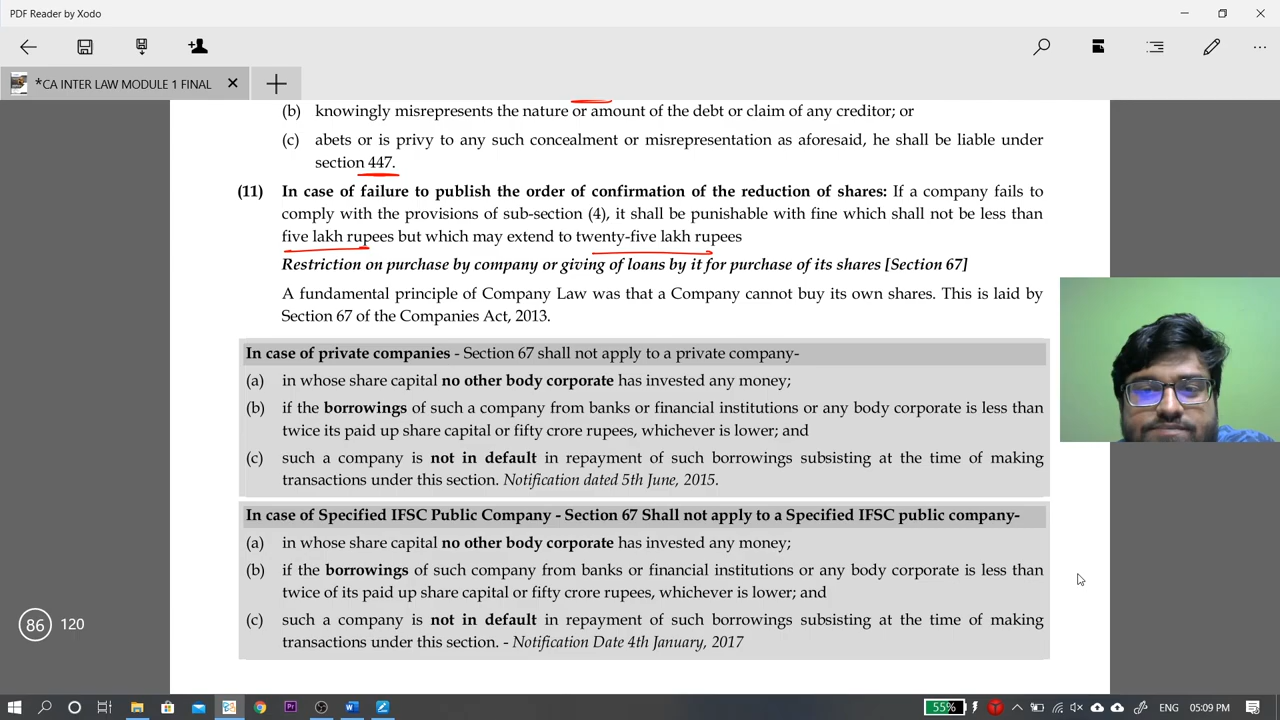 PDF Reader by Xodo
*CA INTER LAW MODULE 1 FINAL
(b) knowingly misrepresents the nature or amount of the debt or claim of any creditor; or
(c) abets or is privy to any such concealment or misrepresentation as aforesaid, he shall be liable under
section 447.
(11) In case of failure to publish the order of confirmation of the reduction of shares: If a company fails to
comply with the provisions of sub-section (4), it shall be punishable with fine which shall not be less than
five lakh rupees but which may extend to twenty-five lakh rupees
Restriction on purchase by company or giving of loans by it for purchase of its shares [Section 67]
A fundamental principle of Company Law was that a Company cannot buy its own shares. This is laid by
Section 67 of the Companies Act, 2013.
In case of private companies - Section 67 shall not apply to a private company-
(a) in whose share capital no other body corporate has invested any money;
(b) if the borrowings of such a company from banks or financial institutions or any body corporate is less than
twice its paid up share capital or fifty crore rupees, whichever is lower; and
(c) such a company is not in default in repayment of such borrowings subsisting at the time of making
transactions under this section. Notification dated 5th June, 2015.
In case of Specified IFSC Public Company - Section 67 Shall not apply to a Specified IFSC public company-
(a) in whose share capital no other body corporate has invested any money;
(b) if the borrowings of such company from banks or financial institutions or any body corporate is less than
twice of its paid up share capital or fifty crore rupees, whichever is lower; and
(c) such a company is not in default in repayment of such borrowings subsisting at the time of making
transactions under this section. - Notification Date 4th January, 2017
86 120
55% ENG 05:09 PM